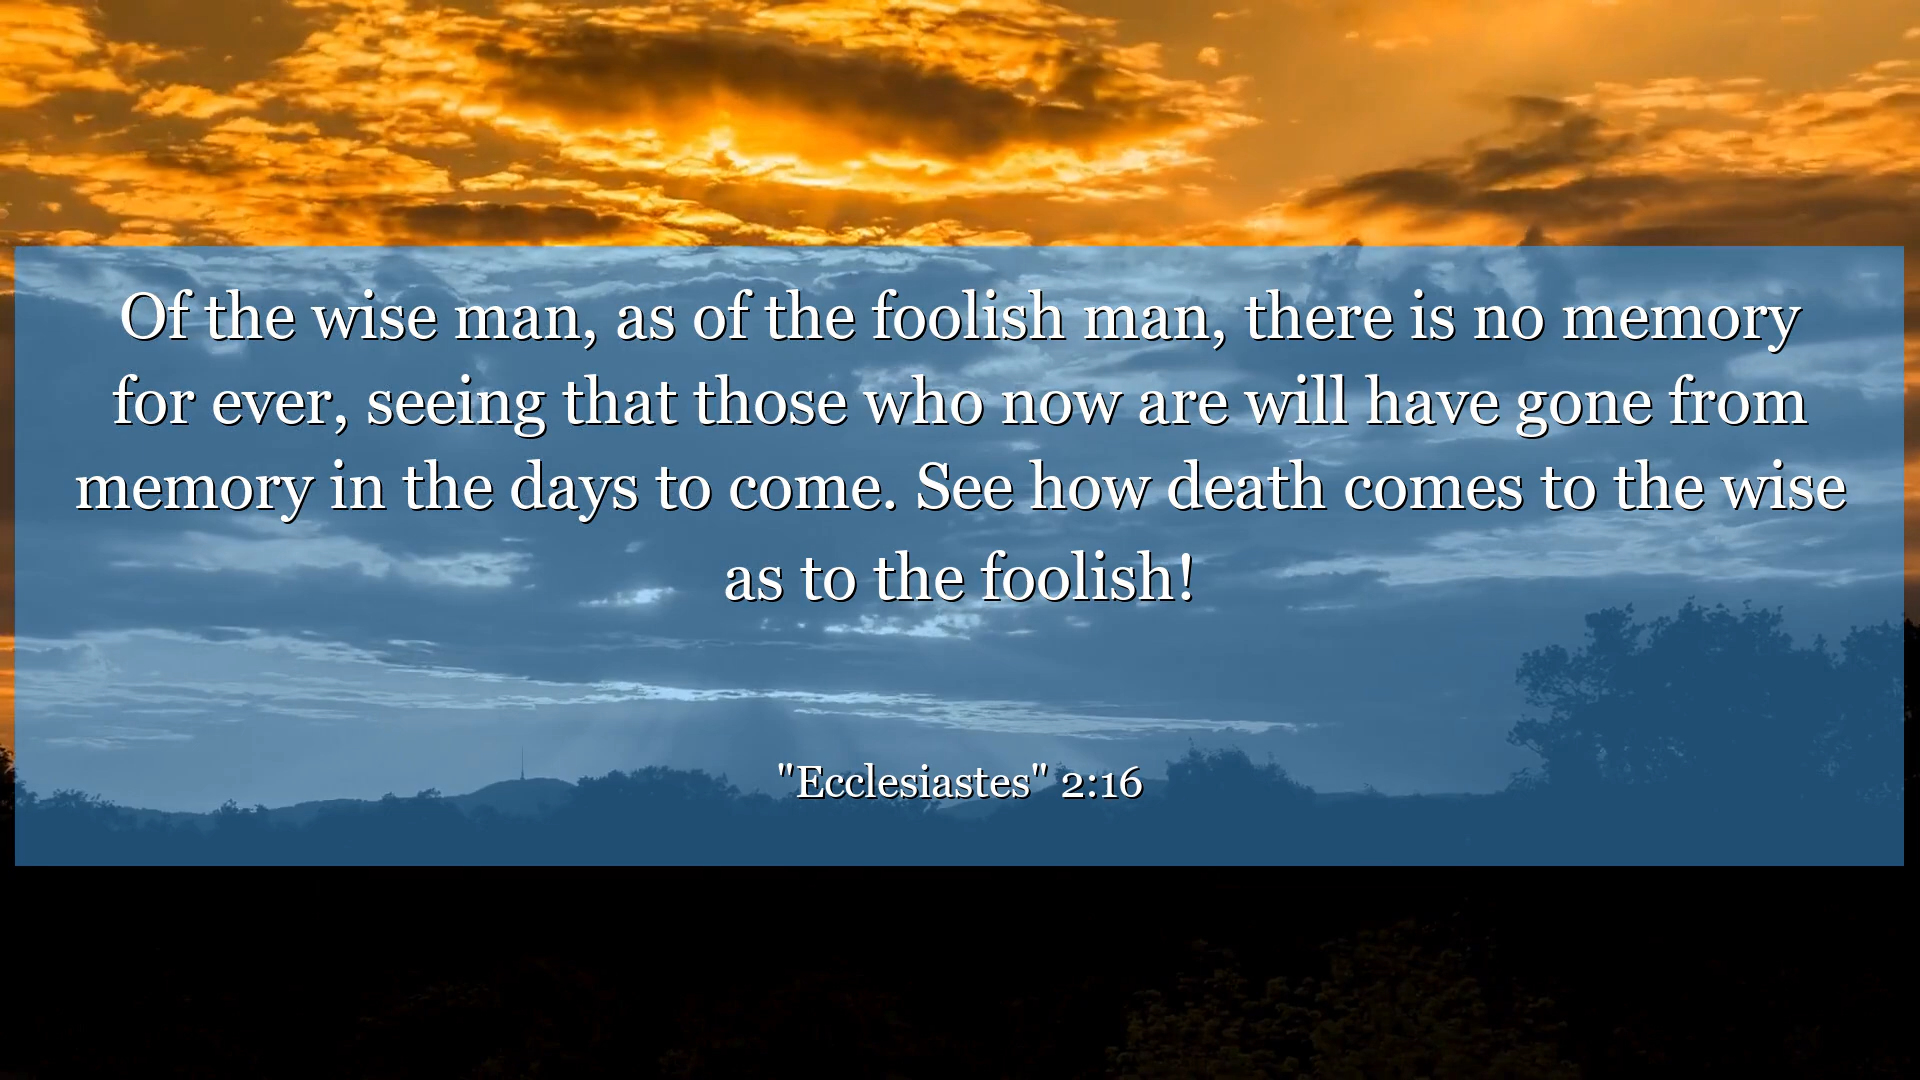 Of the wise man, as of the foolish man, there is no memory
for ever, seeing that those who now are will have gone from
memory in the days to come. See how death comes to the wise
as to the foolish!
"Ecclesiastes" 2:16